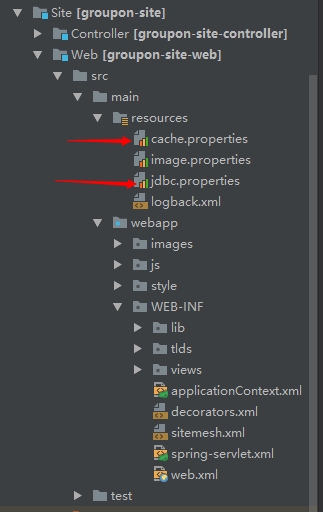 Site [groupon-site]
Controller [groupon-site-controller]
Web [groupon-site-web]
src
main
resources
cache.properties
image.properties
jdbc.properties
logback.xml
webapp
images
js
style
WEB-INF
lib
tlds
views
applicationContext.xml
decorators.xml
sitemesh.xml
spring-servlet.xml
web.xml
test